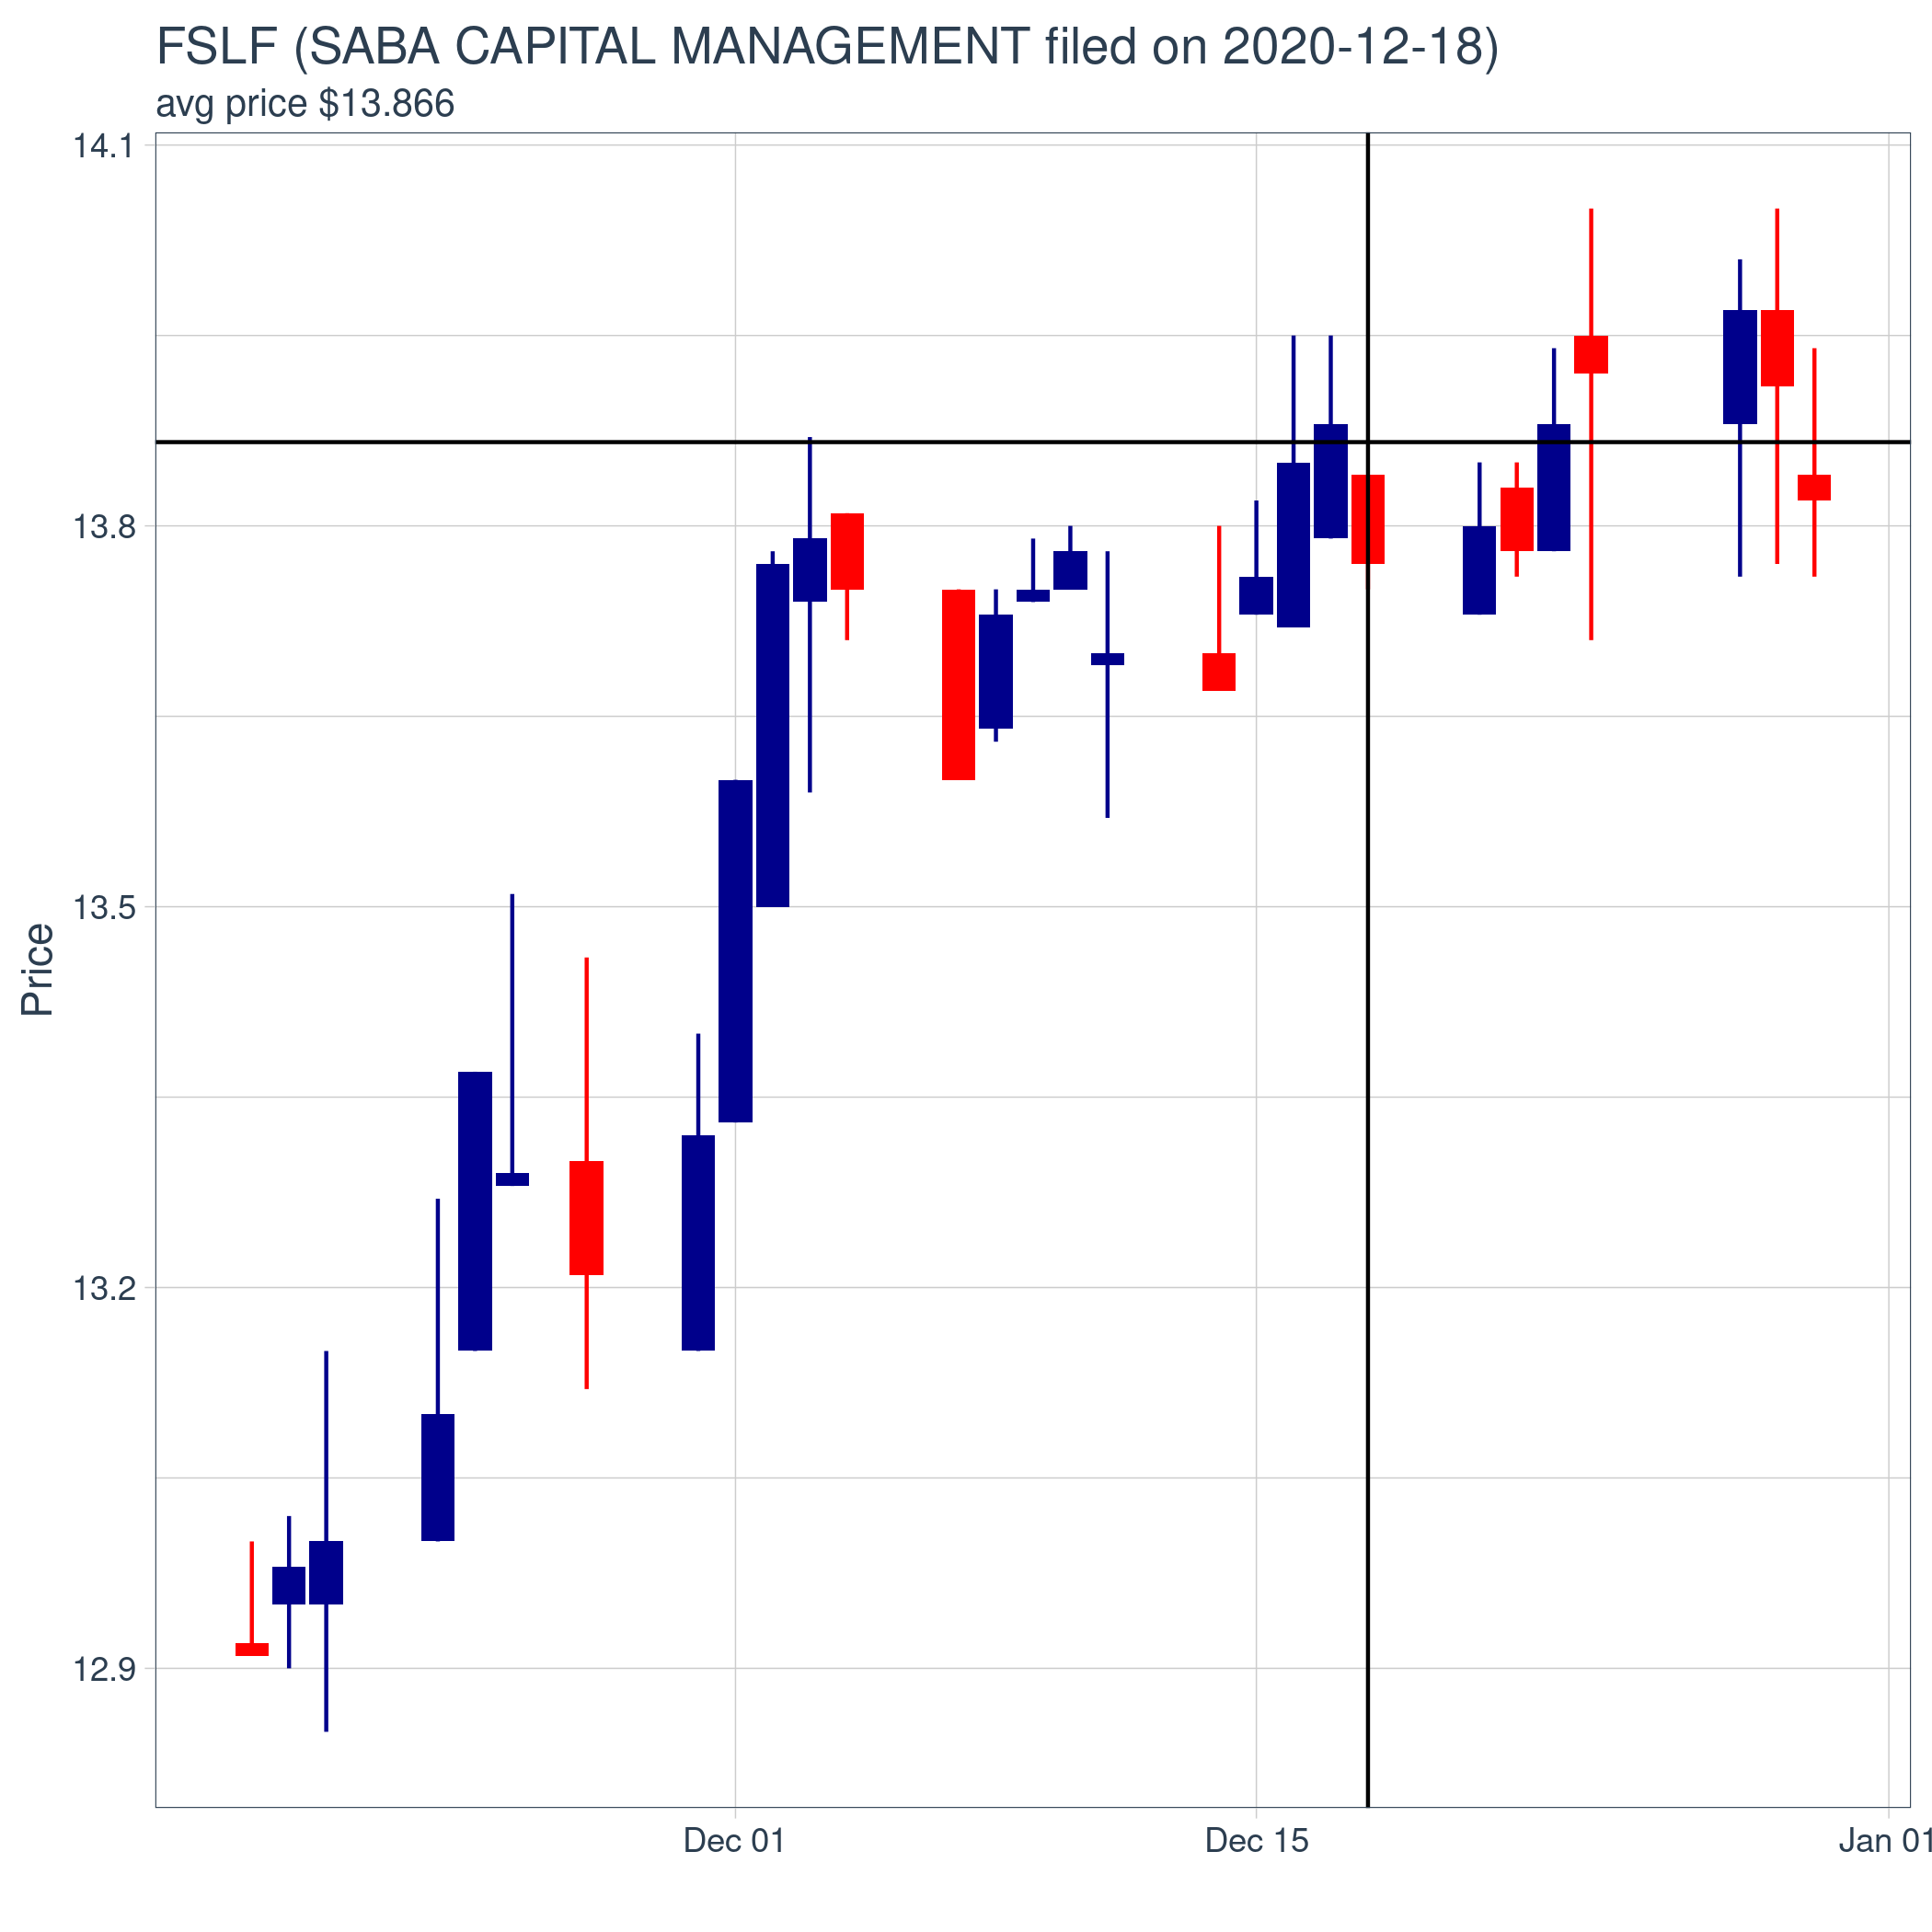 FSLF (SABA CAPITAL MANAGEMENT filed on 2020-12-18)
avg price $13.866
14.1
13.8
13.5
13.2
12.9
Price
Dec 01
Dec 15
Jan 01